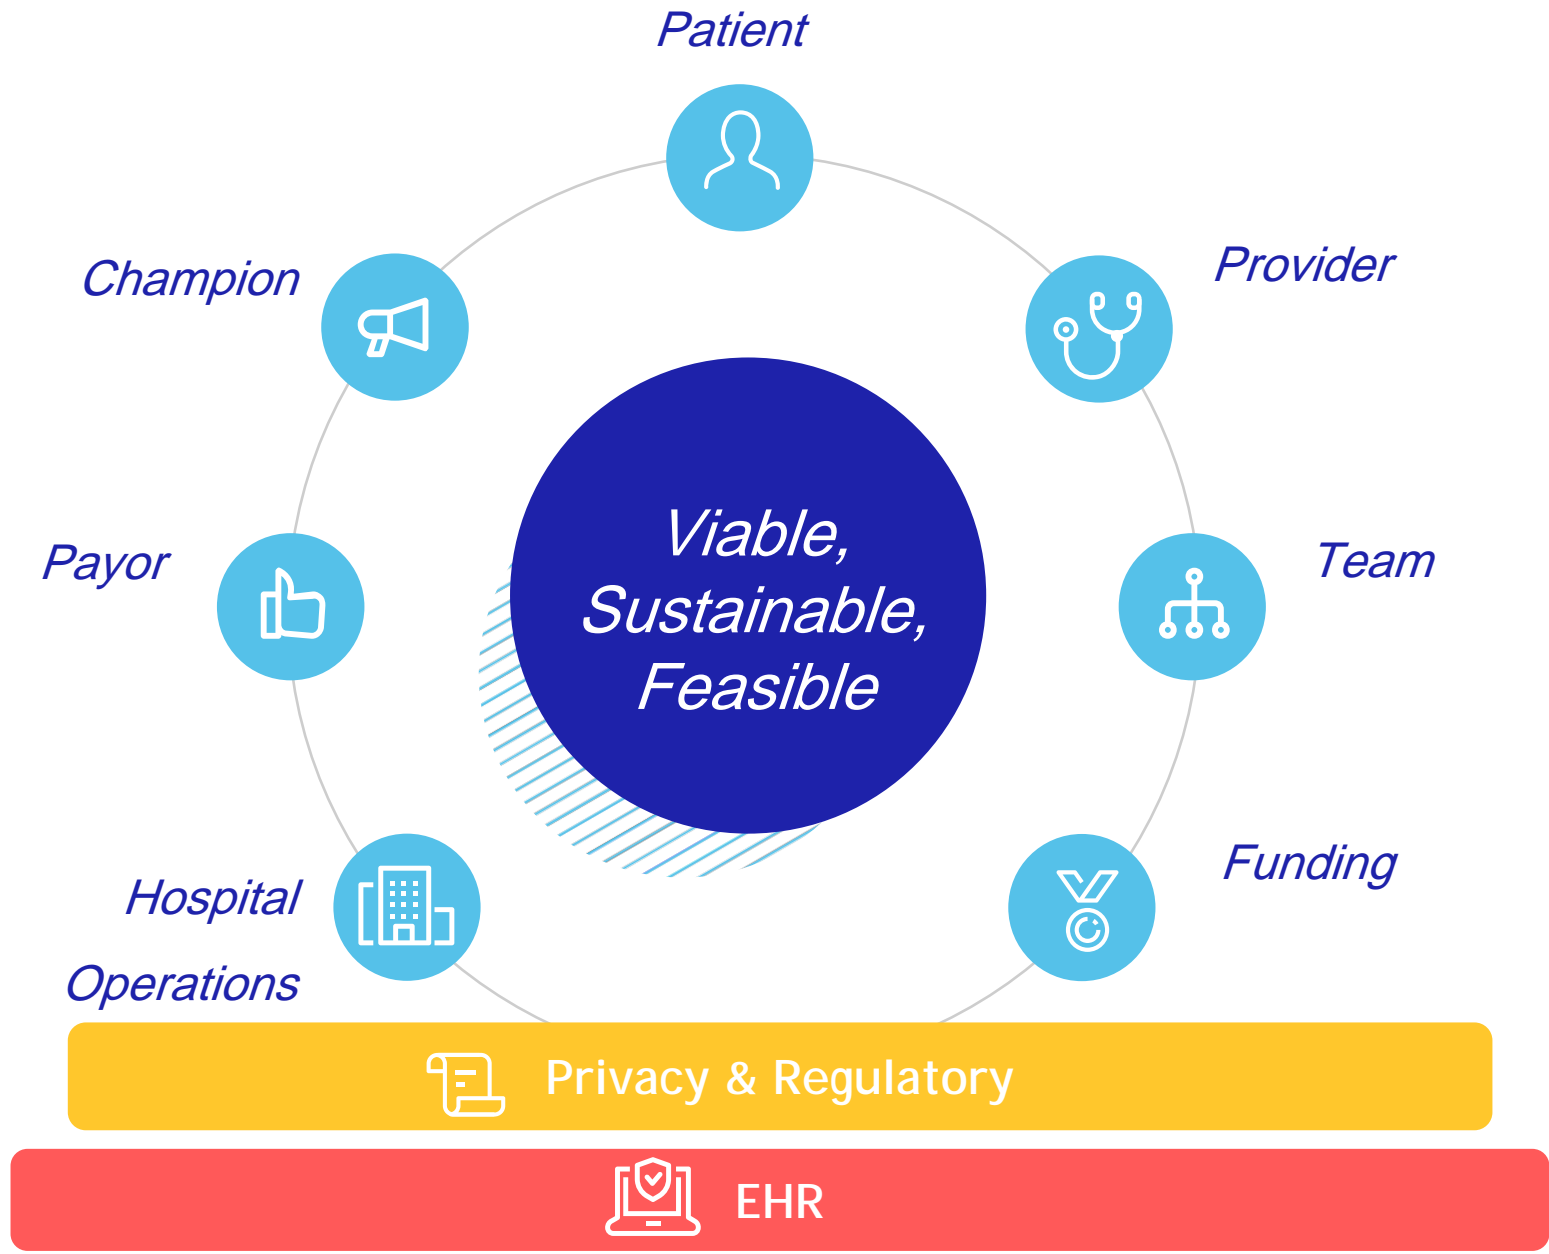 Patient
Champion
Provider
Viable,
Sustainable,
Feasible
Payor
Team
Hospital
Operations
Funding
Privacy & Regulatory
EHR